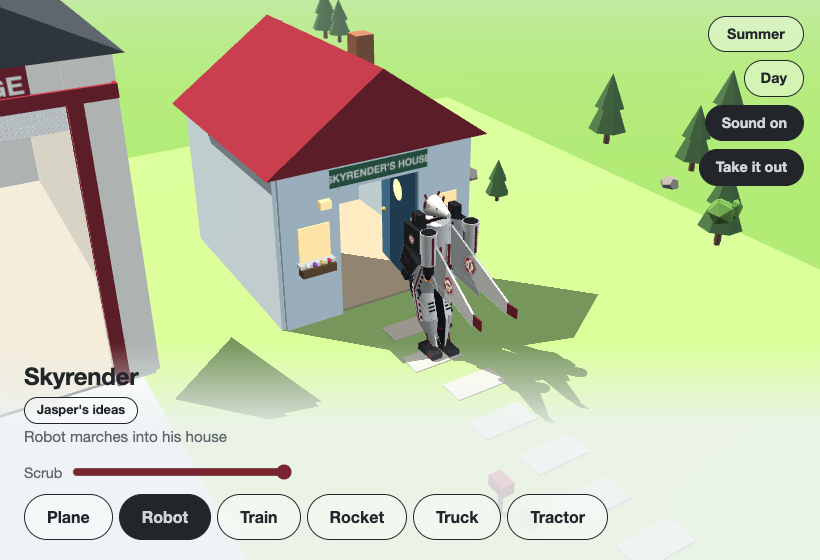 Summer
Day
Sound on
Take it out
GE
SKYRENDER'S HOUSE
Skyrender
Jasper's ideas
Robot marches into his house
Scrub
Plane
Robot
Train
Rocket
Truck
Tractor